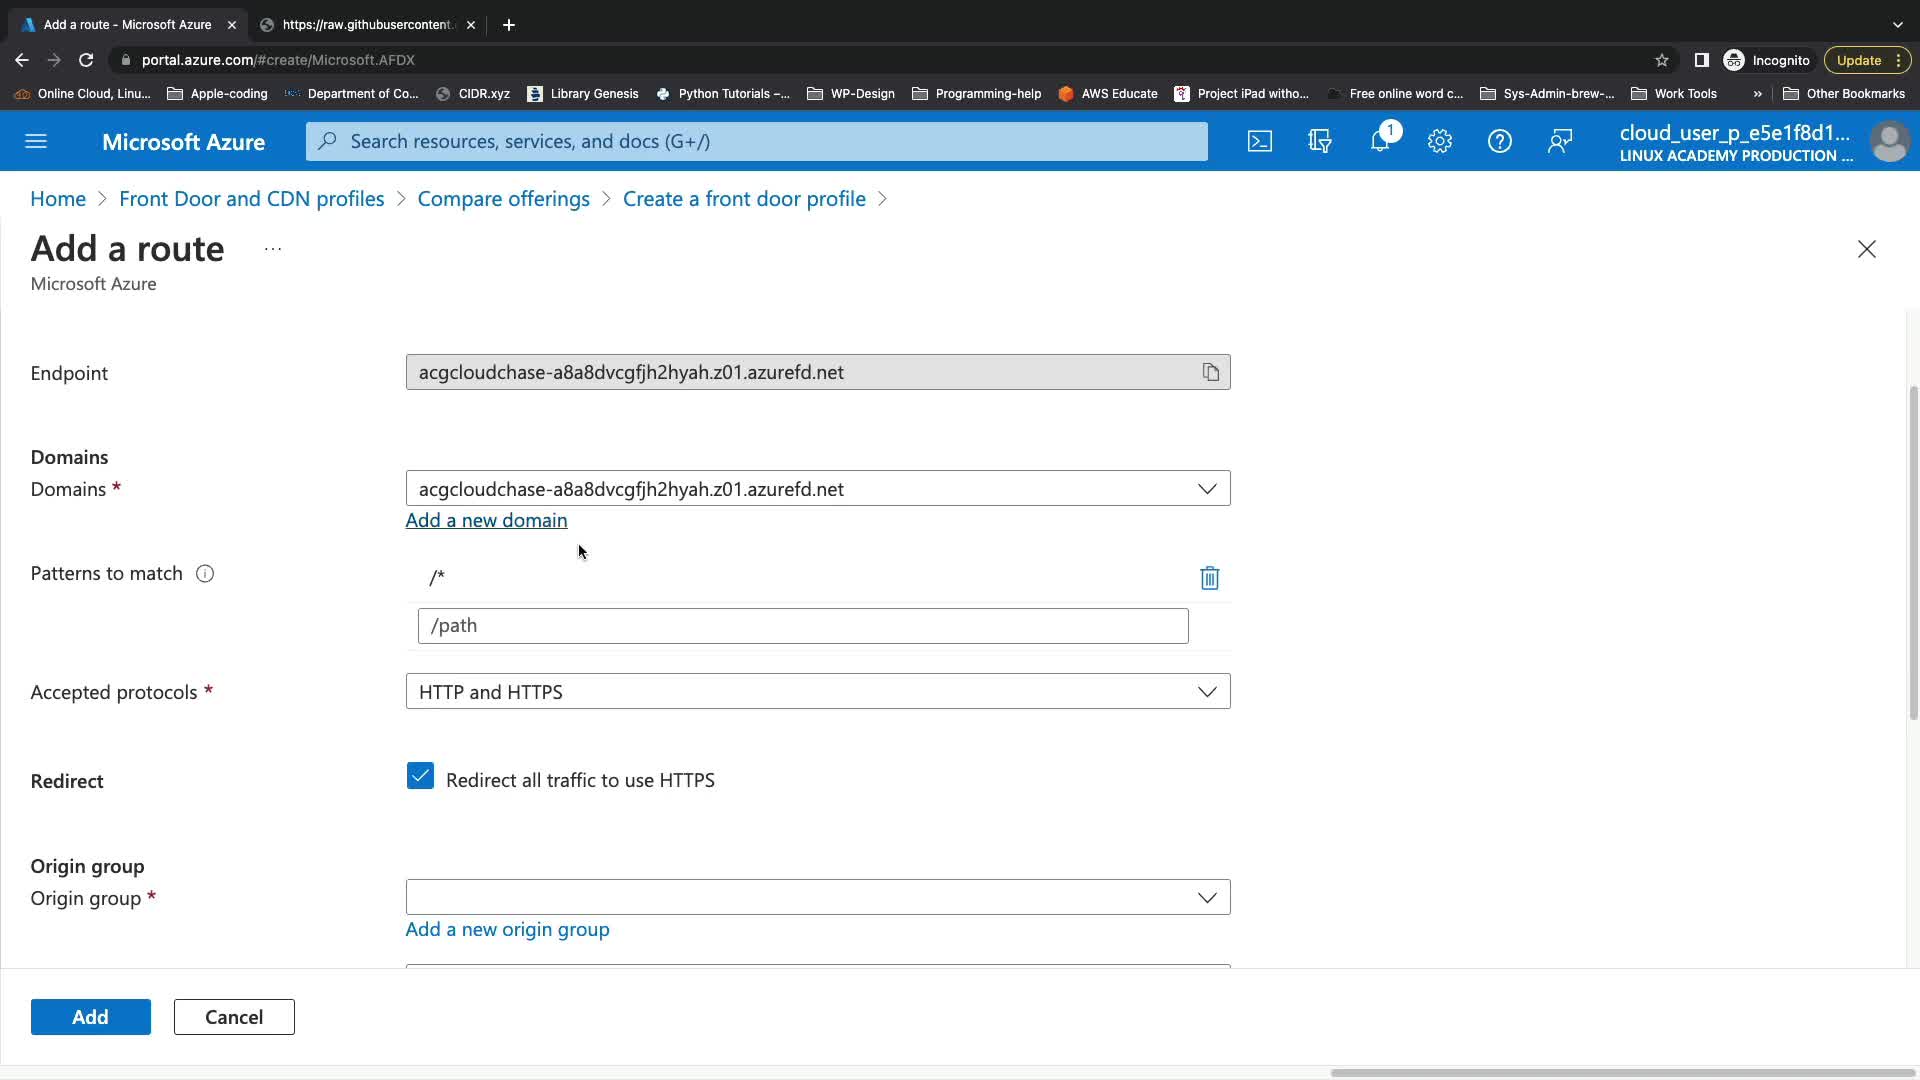 Add a route - Microsoft Azure
https://raw.githubusercontent.
portal.azure.com/#create/Microsoft.AFDX
Incognito
Update
Online Cloud, Linu...
Apple-coding
Department of Co...
CIDR.xyz
Library Genesis
Python Tutorials –...
WP-Design
Programming-help
AWS Educate
Project iPad witho...
Free online word c...
Sys-Admin-brew-...
Work Tools
»
Other Bookmarks
Microsoft Azure
Search resources, services, and docs (G+/)
1
cloud_user_p_e5e1f8d1...
LINUX ACADEMY PRODUCTION ...
Home > Front Door and CDN profiles > Compare offerings > Create a front door profile >
Add a route ...
Microsoft Azure
Endpoint
acgcloudchase-a8a8dvcgfjh2hyah.z01.azurefd.net
Domains
Domains *
acgcloudchase-a8a8dvcgfjh2hyah.z01.azurefd.net
Add a new domain
Patterns to match
/*
/path
Accepted protocols *
HTTP and HTTPS
Redirect
Redirect all traffic to use HTTPS
Origin group
Origin group *
Add a new origin group
Add
Cancel